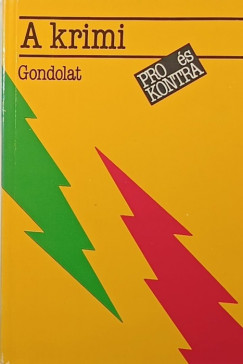 A krimi
Gondolat
PRO és
KONTRA